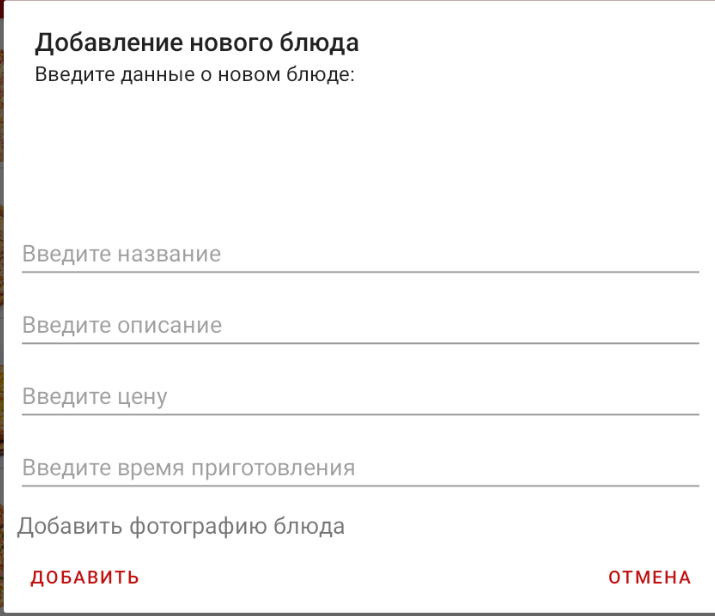 Добавление нового блюда
Введите данные о новом блюде:
Введите название
Введите описание
Введите цену
Введите время приготовления
Добавить фотографию блюда
ДОБАВИТЬ
ОТМЕНА